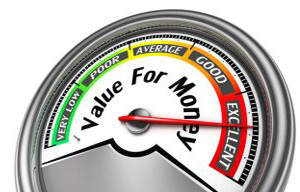 VERY LOW
POOR
AVERAGE
GOOD
EXCELLENT
Value For Money